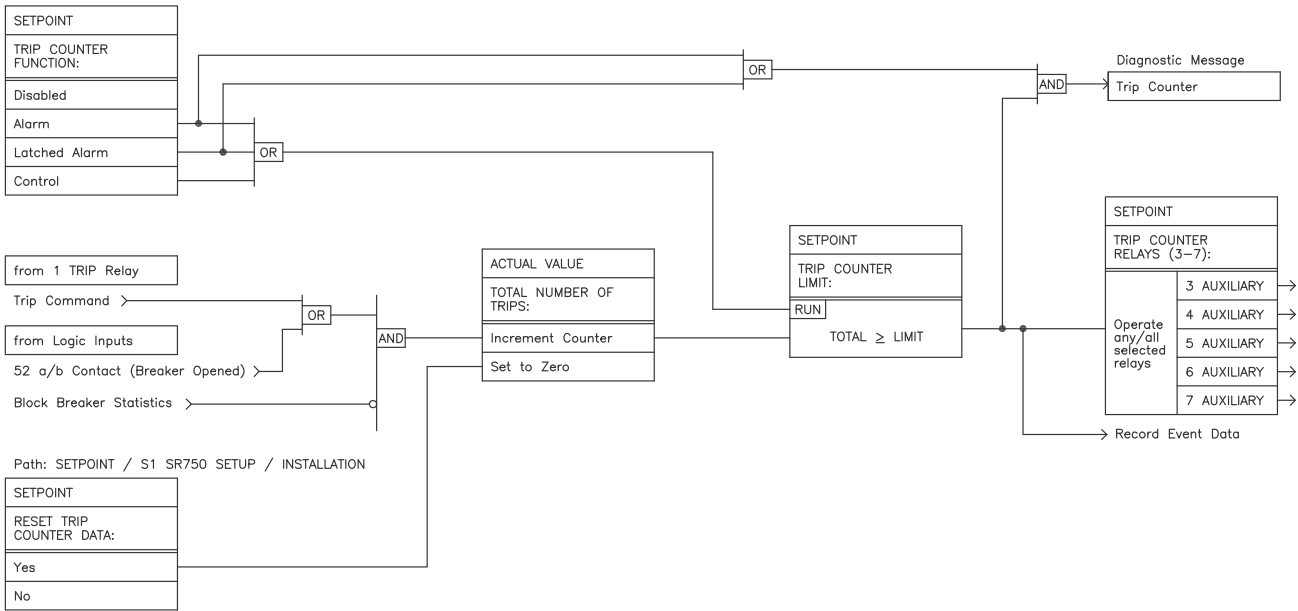 SETPOINT
TRIP COUNTER
FUNCTION:
Disabled
Alarm
Latched Alarm
Control
OR
OR
AND
Diagnostic Message
Trip Counter
from 1 TRIP Relay
Trip Command
from Logic Inputs
52 a/b Contact (Breaker Opened)
Block Breaker Statistics
OR
AND
ACTUAL VALUE
TOTAL NUMBER OF
TRIPS:
Increment Counter
Set to Zero
SETPOINT
TRIP COUNTER
LIMIT:
RUN
TOTAL ≥ LIMIT
SETPOINT
TRIP COUNTER
RELAYS (3-7):
Operate
any/all
selected
relays
3 AUXILIARY
4 AUXILIARY
5 AUXILIARY
6 AUXILIARY
7 AUXILIARY
Record Event Data
Path: SETPOINT / S1 SR750 SETUP / INSTALLATION
SETPOINT
RESET TRIP
COUNTER DATA:
Yes
No